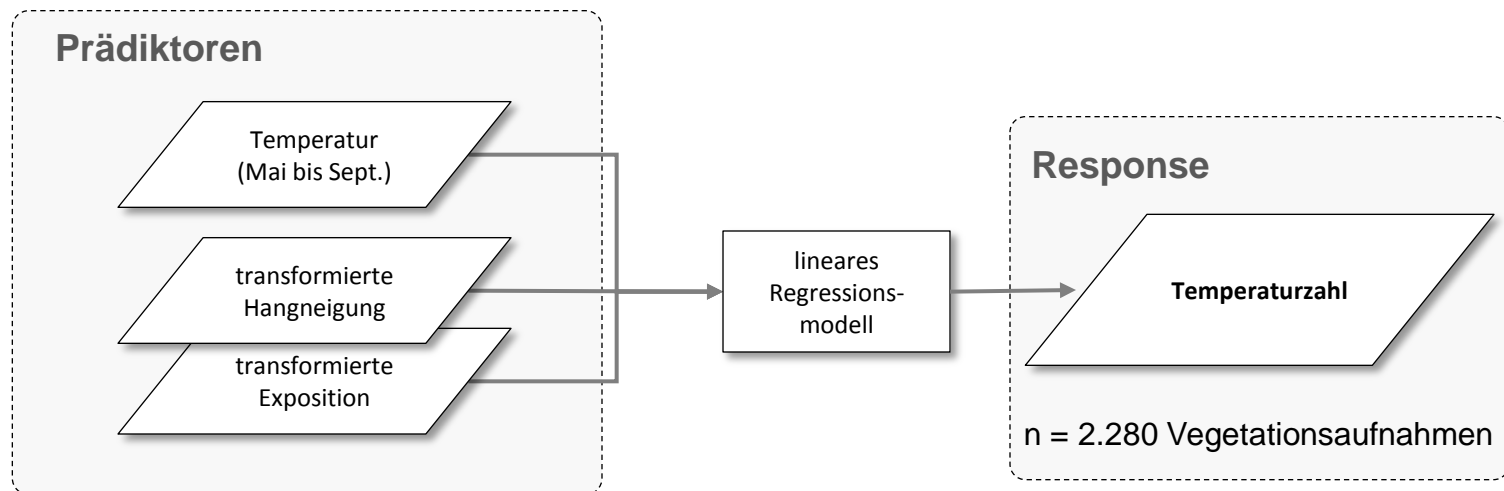 Prädiktoren
Temperatur
(Mai bis Sept.)
transformierte
Hangneigung
transformierte
Exposition
lineares
Regressions-
modell
Response
Temperaturzahl
n = 2.280 Vegetationsaufnahmen